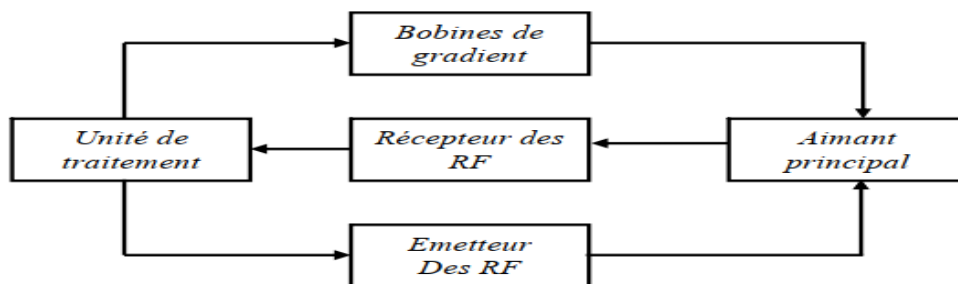 Bobines de
gradient
Unité de
traitement
Récepteur des
RF
Aimant
principal
Emetteur
Des RF